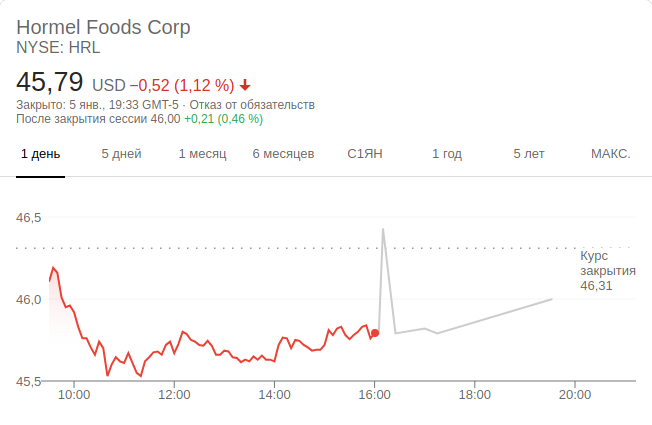 Hormel Foods Corp
NYSE: HRL
45,79 USD −0,52 (1,12 %)
Закрыто: 5 янв., 19:33 GMT-5 · Отказ от обязательств
После закрытия сессии 46,00 +0,21 (0,46 %)
1 день 5 дней 1 месяц 6 месяцев С1ЯН 1 год 5 лет МАКС.
46,5
Курс
закрытия
46,31
46,0
45,5
10:00 12:00 14:00 16:00 18:00 20:00